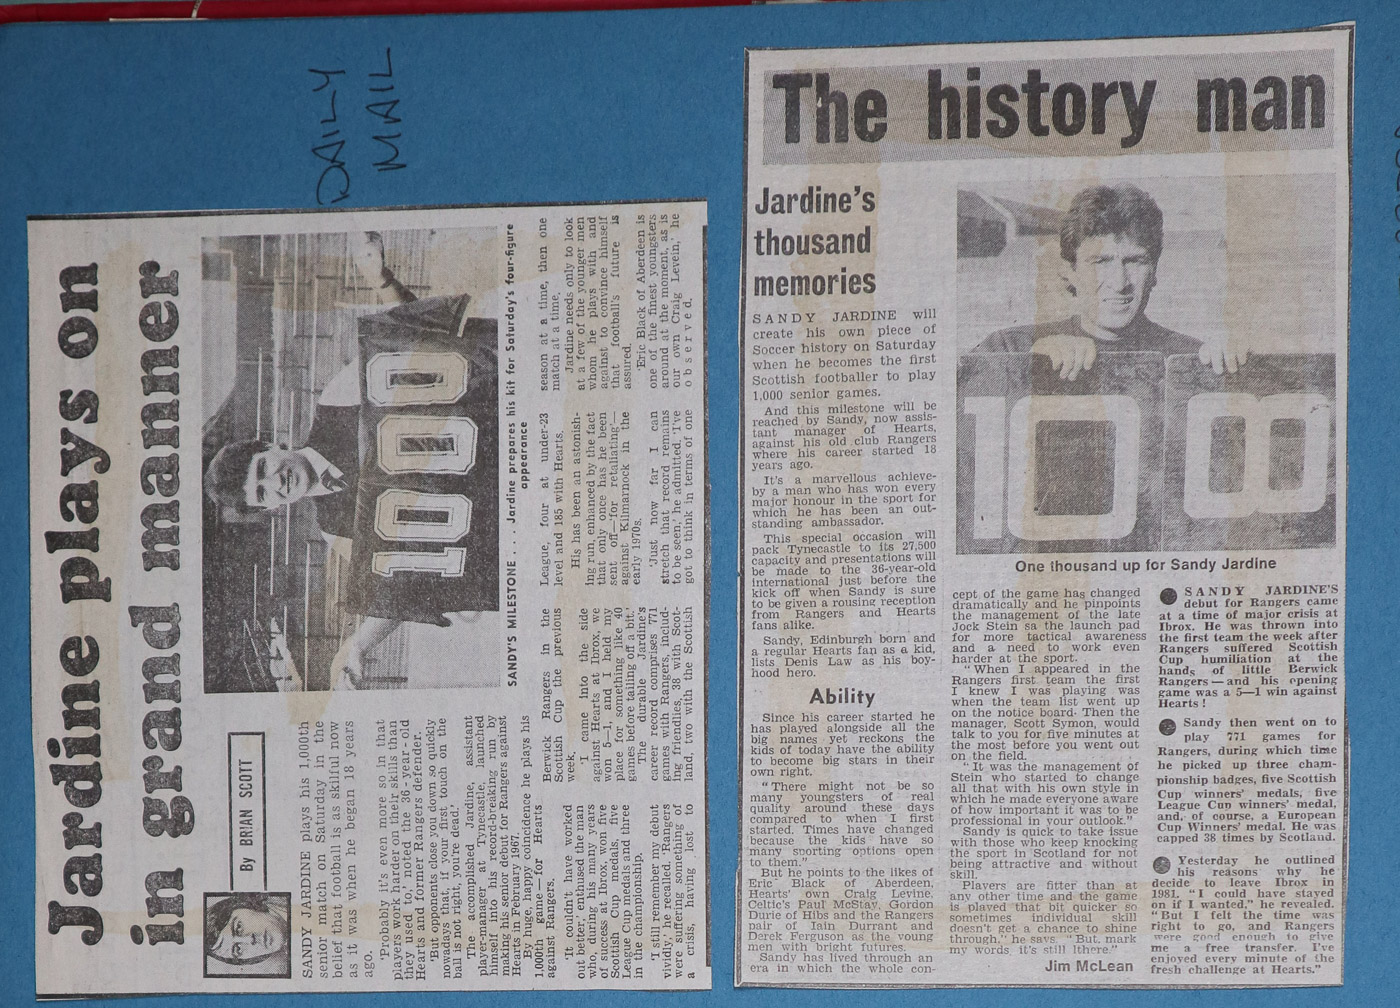 DAILY
MAIL
Jardine plays on
in grand manner
By BRIAN SCOTT
SANDY JARDINE plays his 1,000th
senior match on Saturday in the
belief that football is as skilful now
as it was when he began 18 years
ago.
'Probably it's even more so in that
players work harder on their skills than
they used to,' noted the 36-year-old
Hearts and former Rangers defender.
'But opponents close you down so quickly
nowadays that, if your first touch on the
ball is not right, you're dead.'
The accomplished Jardine, assistant
player-manager at Tynecastle, launched
himself into his record-breaking run by
making his senior debut for Rangers against
Hearts in February 1967.
By huge, happy coincidence he plays his
1,000th game—for Hearts
against Rangers.
'It couldn't have worked
out better,' enthused the man
who, during his many years
of success at Ibrox, won five
Scottish Cup medals, five
League Cup medals and three
in the championship.
'I still remember my debut
vividly,' he recalled. 'Rangers
were suffering something of
a crisis, having lost to
Berwick Rangers in the
Scottish Cup the previous
week.
'I came into the side
against Hearts at Ibrox, we
won 5—1, and I held my
place for something like 40
games before tailing off a bit.'
The durable Jardine's
career record comprises 771
games with Rangers, includ-
ing friendlies, 38 with Scot-
land, two with the Scottish
League, four at under-23
level and 185 with Hearts.
His has been an astonish-
ing run, enhanced by the fact
that only once has he been
sent off—for retaliating—
against Kilmarnock in the
early 1970s.
'Just how far I can
stretch that record remains
to be seen,' he admitted. 'I've
got to think in terms of one
season at a time, then one
match at a time.'
Jardine needs only to look
at a few of the younger men
whom he plays with and
against to convince himself
that football's future is
assured.
'Eric Black of Aberdeen is
one of the finest youngsters
around at the moment, as is
our own Craig Levein,' he
observed.
1000
SANDY'S MILESTONE . . . Jardine prepares his kit for Saturday's four-figure
appearance
The history man
Jardine's
thousand
memories
SANDY JARDINE will
create his own piece of
Soccer history on Saturday
when he becomes the first
Scottish footballer to play
1,000 senior games.
And this milestone will be
reached by Sandy, now assis-
tant manager of Hearts,
against his old club Rangers
where his career started 18
years ago.
It's a marvellous achieve-
by a man who has won every
major honour in the sport for
which he has been an out-
standing ambassador.
This special occasion will
pack Tynecastle to its 27,500
capacity and presentations will
be made to the 36-year-old
international just before the
kick off when Sandy is sure
to be given a rousing reception
from Rangers and Hearts
fans alike.
Sandy, Edinburgh born and
a regular Hearts fan as a kid,
lists Denis Law as his boy-
hood hero.
Ability
Since his career started he
has played alongside all the
big names yet reckons the
kids of today have the ability
to become big stars in their
own right.
"There might not be so
many youngsters of real
quality around these days
compared to when I first
started. Times have changed
because the kids have so
many sporting options open
to them."
But he points to the likes of
Eric Black of Aberdeen,
Hearts' own Craig Levine,
Celtic's Paul McStay, Gordon
Durie of Hibs and the Rangers
pair of Iain Durrant and
Derek Ferguson as the young
men with bright futures.
Sandy has lived through an
era in which the whole con-
One thousand up for Sandy Jardine
cept of the game has changed
dramatically and he pinpoints
the management of the late
Jock Stein sa the launch pad
for more tactical awareness
and a need to work even
harder at the sport.
"When I appeared in the
Rangers first team the first
I knew I was playing was
when the team list went up
on the notice board. Then the
manager, Scott Symon, would
talk to you for five minutes at
the most before you went out
on the field.
"It was the management of
Stein who started to change
all that with his own style in
which he made everyone aware
of how important it was to be
professional in your outlook."
Sandy is quick to take issue
with those who keep knocking
the sport in Scotland for not
being attractive and without
skill.
Players are fitter than at
any other time and the game
is played that bit quicker so
sometimes individual skill
doesn't get a chance to shine
through," he says. "But, mark
my words, it's still there."
Jim McLean
● SANDY JARDINE'S
debut for Rangers came
at a time of major crisis at
Ibrox. He was thrown into
the first team the week after
Rangers suffered Scottish
Cup humiliation at the
hands of little Berwick
Rangers—and his opening
game was a 5—1 win against
Hearts!
● Sandy then went on to
play 771 games for
Rangers, during which time
he picked up three cham-
pionship badges, five Scottish
Cup winners' medals, five
League Cup winners' medal,
and, of course, a European
Cup Winners' medal. He was
capped 38 times by Scotland.
● Yesterday he outlined
his reasons why he
decide to leave Ibrox in
1981. "I could have stayed
on if I wanted," he revealed.
"But I felt the time was
right to go, and Rangers
were good enough to give
me a free transfer. I've
enjoyed every minute of the
fresh challenge at Hearts."